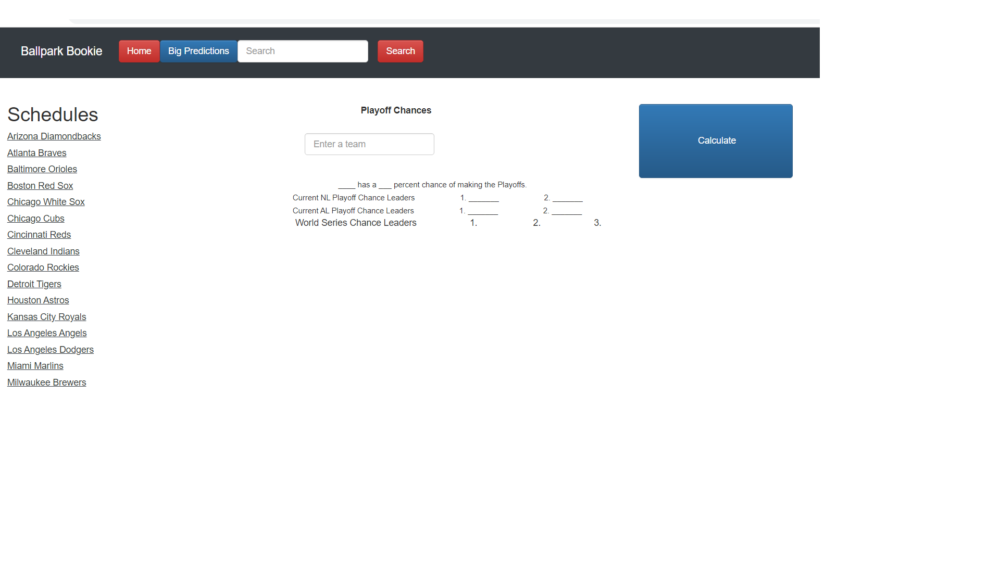 Ballpark Bookie Home Big Predictions Search Search
Schedules
Arizona Diamondbacks
Atlanta Braves
Baltimore Orioles
Boston Red Sox
Chicago White Sox
Chicago Cubs
Cincinnati Reds
Cleveland Indians
Colorado Rockies
Detroit Tigers
Houston Astros
Kansas City Royals
Los Angeles Angels
Los Angeles Dodgers
Miami Marlins
Milwaukee Brewers
Playoff Chances
Enter a team
____ has a ___ percent chance of making the Playoffs.
Current NL Playoff Chance Leaders 1. _______ 2. _______
Current AL Playoff Chance Leaders 1. _______ 2. _______
World Series Chance Leaders 1. 2. 3.
Calculate